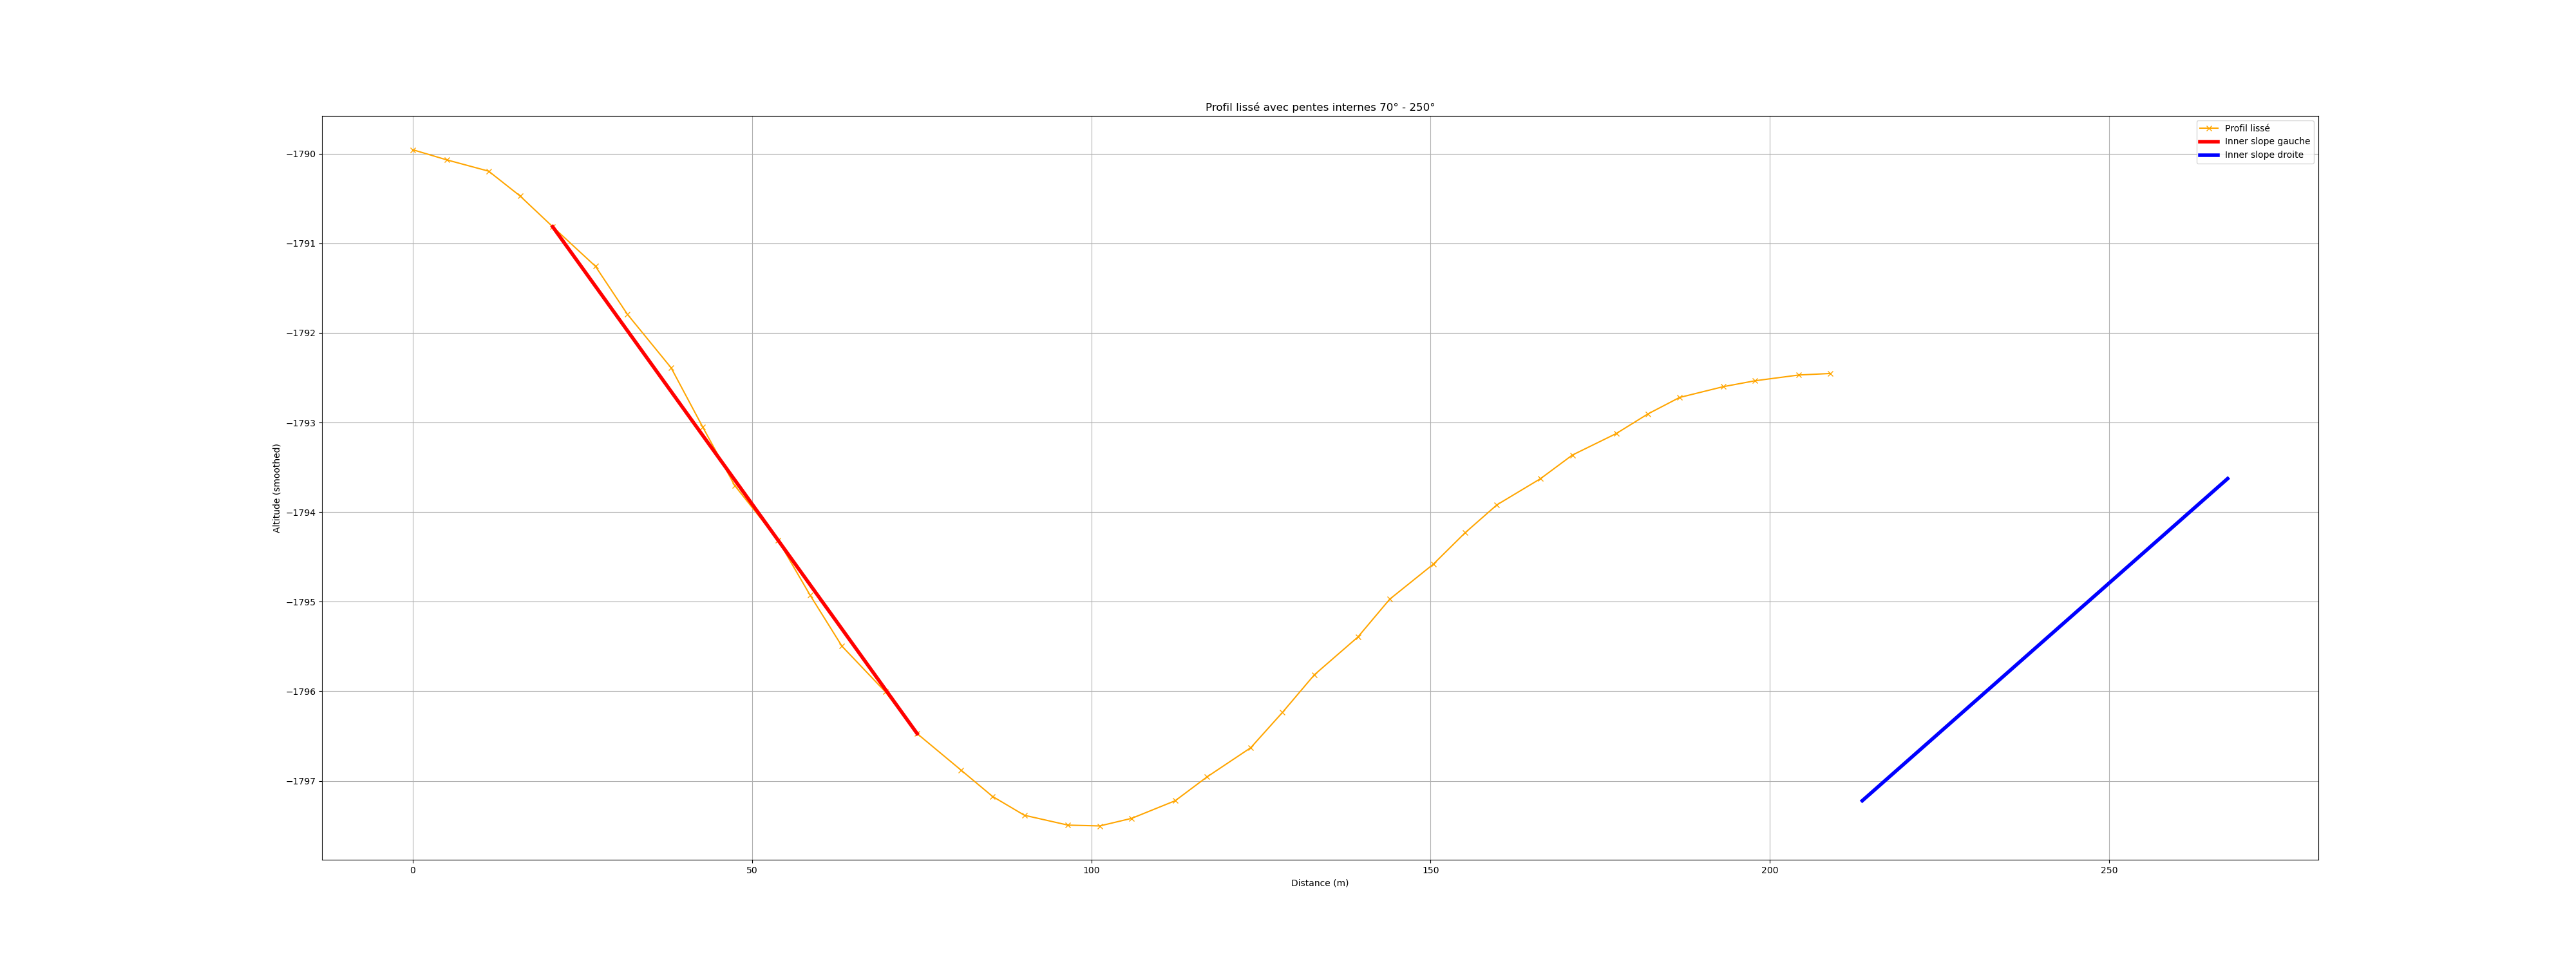 Profil lissé avec pentes internes 70° - 250°
Profil lissé
Inner slope gauche
Inner slope droite
Altitude (smoothed)
−1790
−1791
−1792
−1793
−1794
−1795
−1796
−1797
0
50
100
150
200
250
Distance (m)